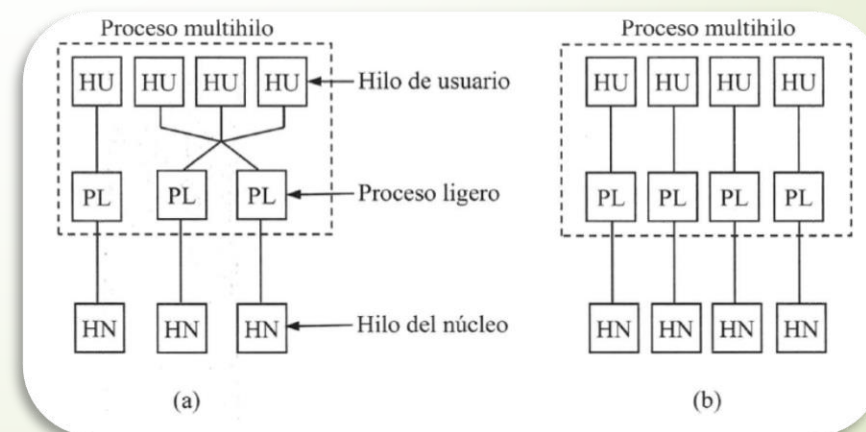 Proceso multihilo
HU HU HU HU Hilo de usuario
PL PL PL Proceso ligero
HN HN HN Hilo del núcleo
(a)
Proceso multihilo
HU HU HU HU
PL PL PL PL
HN HN HN HN
(b)